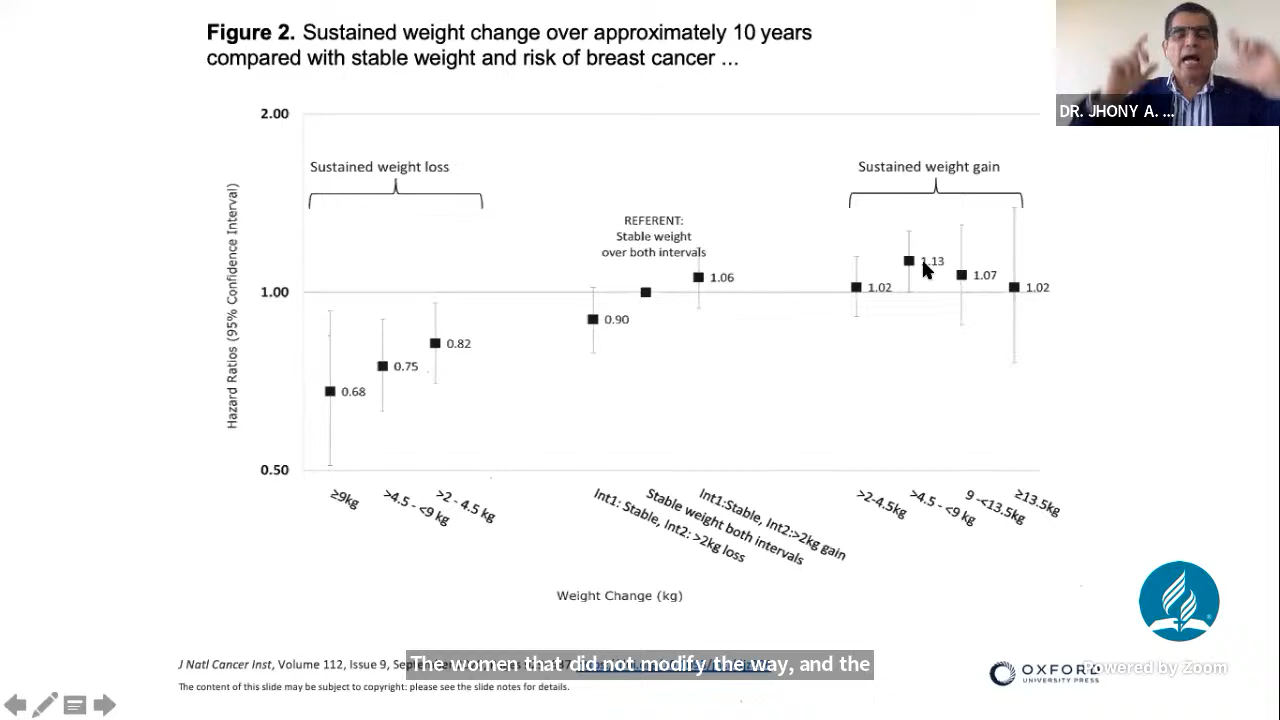 Figure 2. Sustained weight change over approximately 10 years
compared with stable weight and risk of breast cancer ...
DR. JHONY A. ...
2.00
Sustained weight loss
Sustained weight gain
REFERENT:
Stable weight
over both intervals
Hazard Ratios (95% Confidence Interval)
1.13
1.06
1.07
1.00
1.02
1.02
0.90
0.82
0.75
0.68
0.50
≥9kg
>4.5 - <9 kg
>2 - 4.5 kg
Int1: Stable, Int2: >2kg loss
Stable weight both intervals
Int1:Stable, Int2:>2kg gain
>2-4.5kg
>4.5 - <9 kg
9 -<13.5kg
≥13.5kg
Weight Change (kg)
J Natl Cancer Inst, Volume 112, Issue 9,
The women that did not modify the way, and the
The content of this slide may be subject to copyright: please see the slide notes for details.
OXFORD
UNIVERSITY PRESS
Powered by Zoom